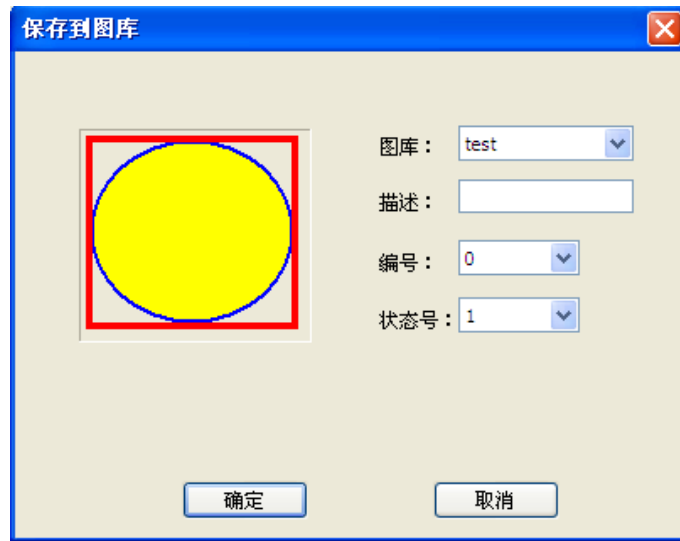 保存到图库
图库： test
描述：
编号： 0
状态号： 1
确定 取消